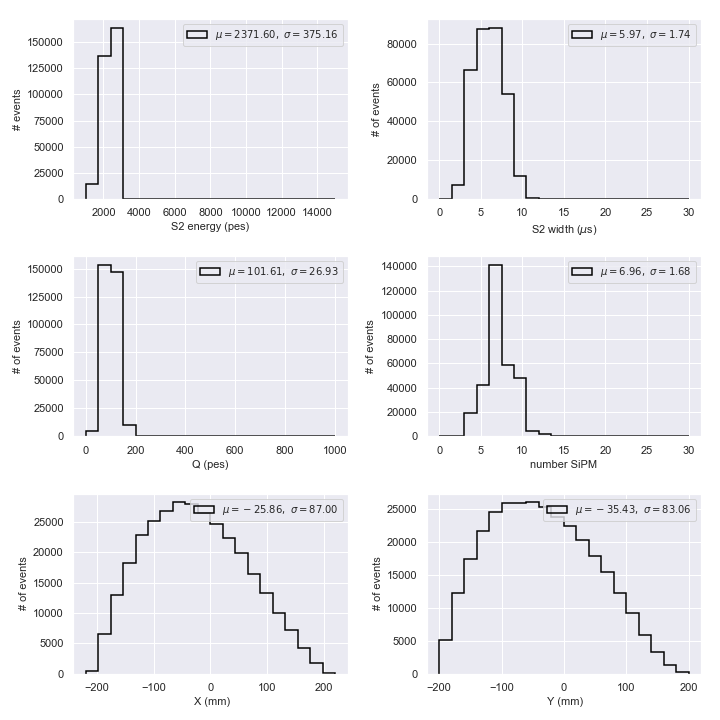 μ = 2371.60, σ = 375.16
150000
125000
100000
75000
50000
25000
0
# events
2000 4000 6000 8000 10000 12000 14000
S2 energy (pes)
μ = 5.97, σ = 1.74
80000
60000
40000
20000
0
# of events
0 5 10 15 20 25 30
S2 width (μs)
μ = 101.61, σ = 26.93
150000
125000
100000
75000
50000
25000
0
# of events
0 200 400 600 800 1000
Q (pes)
μ = 6.96, σ = 1.68
140000
120000
100000
80000
60000
40000
20000
0
# of events
0 5 10 15 20 25 30
number SiPM
μ = −25.86, σ = 87.00
25000
20000
15000
10000
5000
0
# of events
−200 −100 0 100 200
X (mm)
μ = −35.43, σ = 83.06
25000
20000
15000
10000
5000
0
# of events
−200 −100 0 100 200
Y (mm)